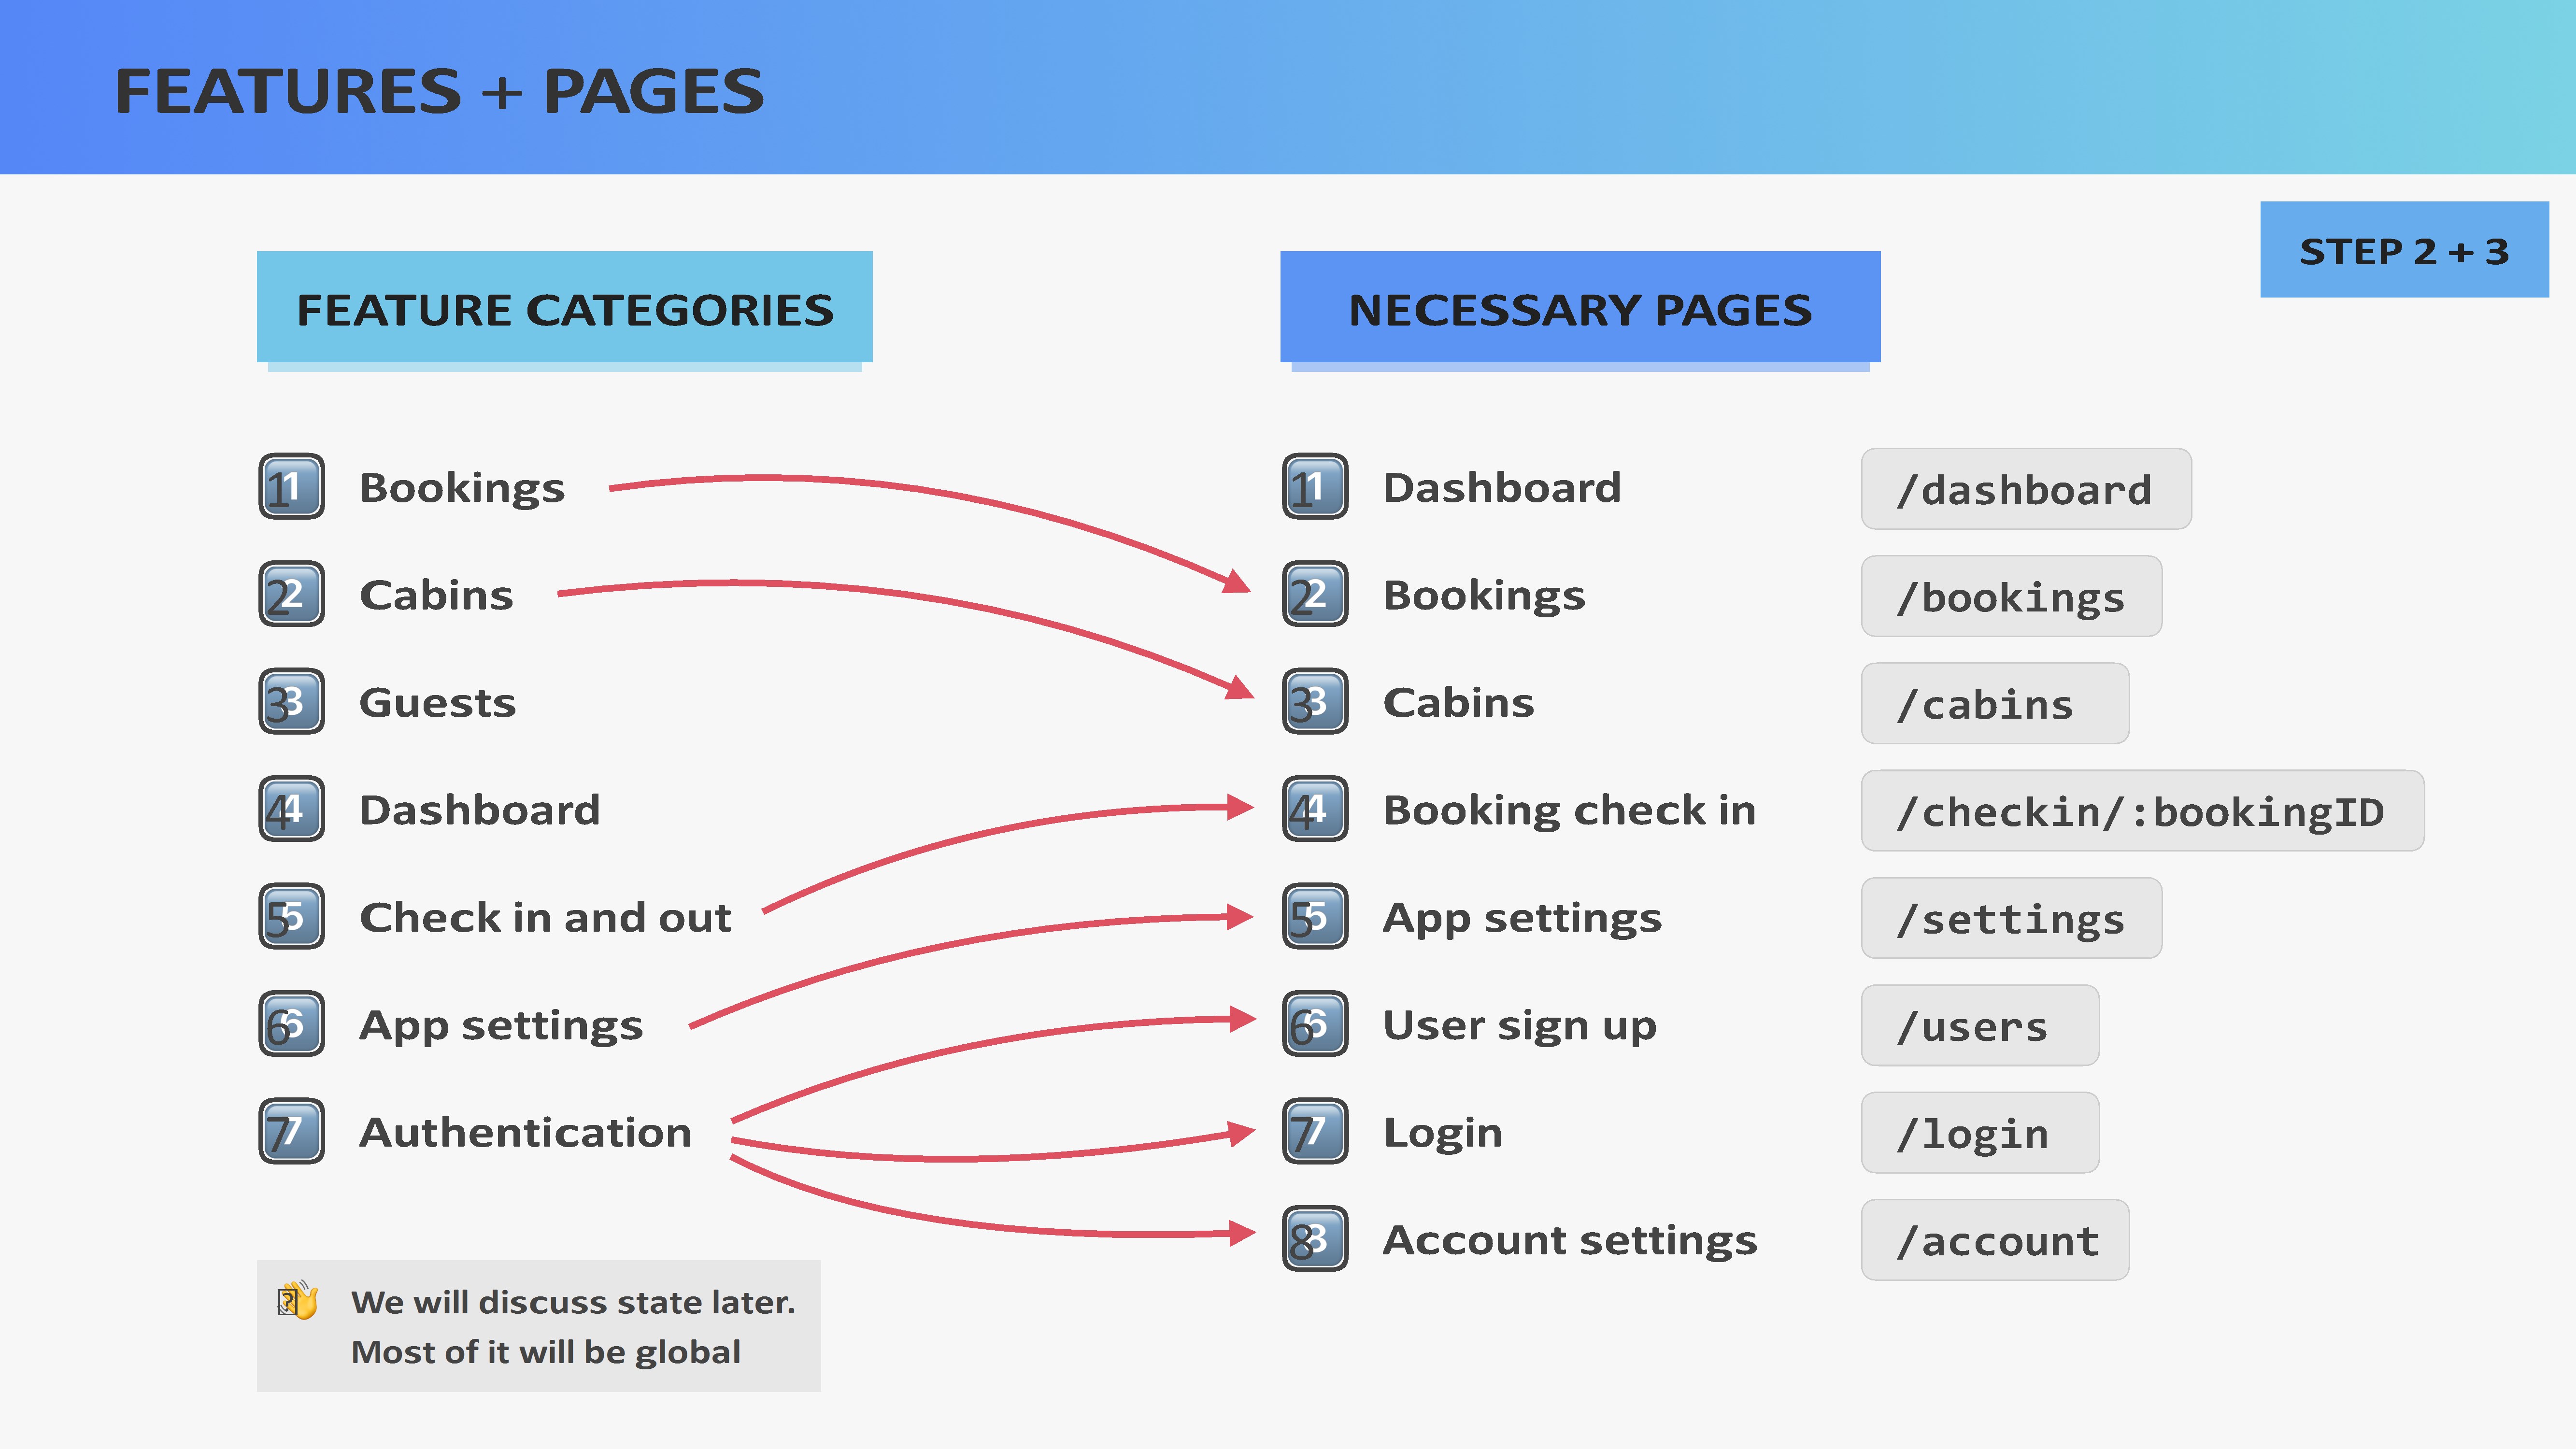 FEATURES + PAGES
STEP 2 + 3
FEATURE CATEGORIES
1 Bookings
2 Cabins
3 Guests
4 Dashboard
5 Check in and out
6 App settings
7 Authentication
We will discuss state later.
Most of it will be global
NECESSARY PAGES
1 Dashboard /dashboard
2 Bookings /bookings
3 Cabins /cabins
4 Booking check in /checkin/:bookingID
5 App settings /settings
6 User sign up /users
7 Login /login
8 Account settings /account